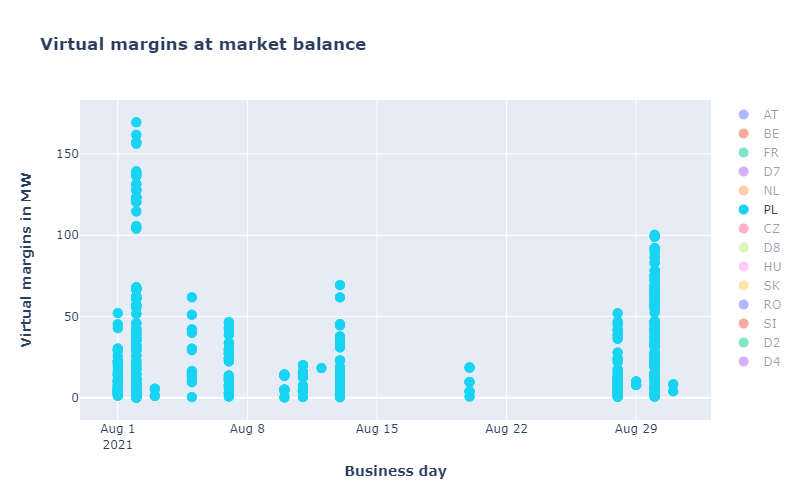 Virtual margins at market balance
Virtual margins in MW
150
100
50
0
Aug 1
2021
Aug 8
Aug 15
Aug 22
Aug 29
Business day
AT
BE
FR
D7
NL
PL
CZ
D8
HU
SK
RO
SI
D2
D4